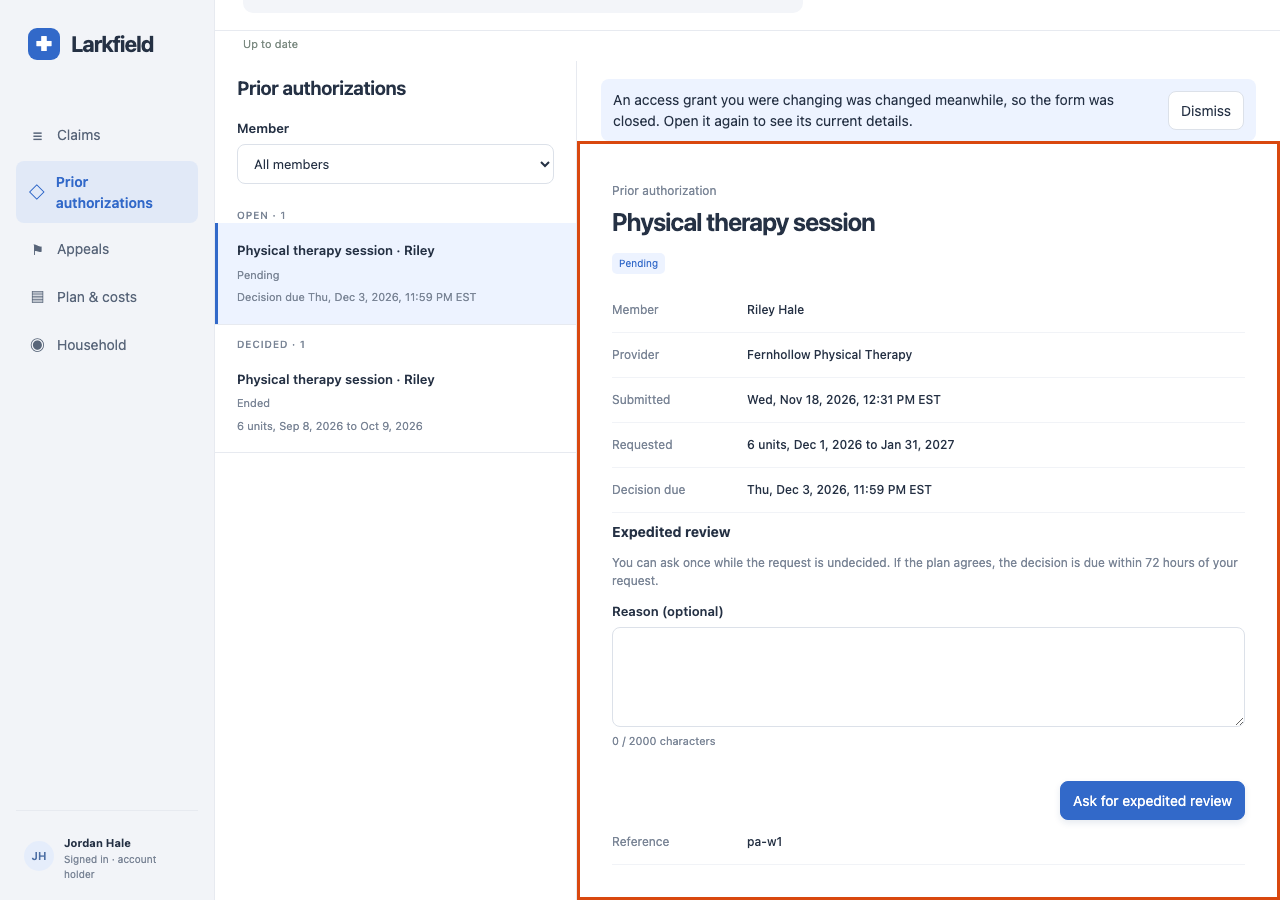 Larkfield
Claims
Prior
authorizations
Appeals
Plan & costs
Household
JH
Jordan Hale
Signed in · account
holder
Up to date
Prior authorizations
Member
All members
OPEN · 1
Physical therapy session · Riley
Pending
Decision due Thu, Dec 3, 2026, 11:59 PM EST
DECIDED · 1
Physical therapy session · Riley
Ended
6 units, Sep 8, 2026 to Oct 9, 2026
An access grant you were changing was changed meanwhile, so the form was
closed. Open it again to see its current details.
Dismiss
Prior authorization
Physical therapy session
Pending
Member Riley Hale
Provider Fernhollow Physical Therapy
Submitted Wed, Nov 18, 2026, 12:31 PM EST
Requested 6 units, Dec 1, 2026 to Jan 31, 2027
Decision due Thu, Dec 3, 2026, 11:59 PM EST
Expedited review
You can ask once while the request is undecided. If the plan agrees, the decision is due within 72 hours of your
request.
Reason (optional)
0 / 2000 characters
Ask for expedited review
Reference pa-w1